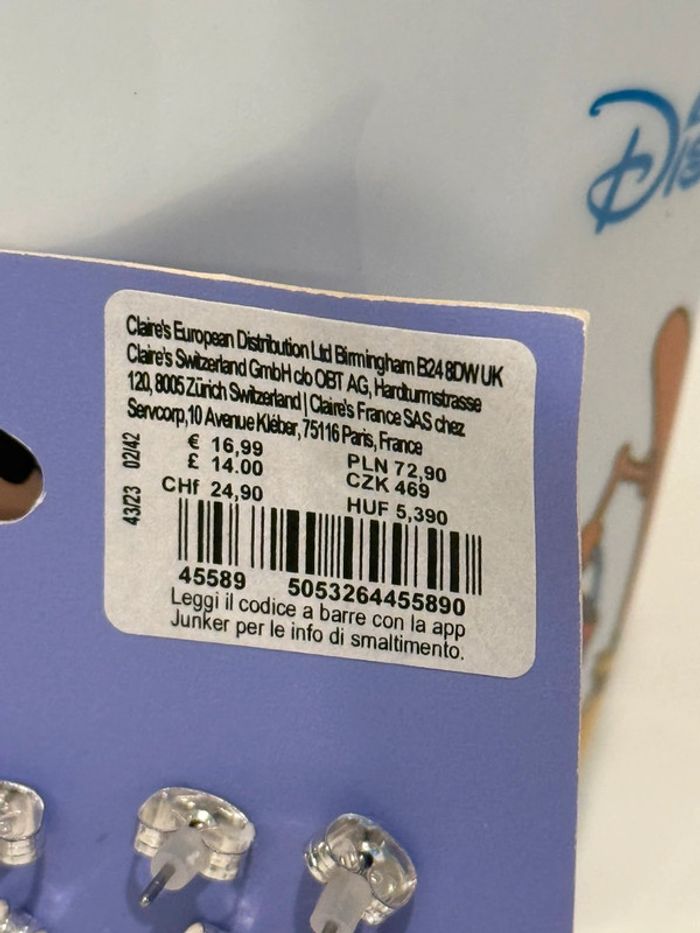 Claire's European Distribution Ltd Birmingham B24 8DW UK
Claire's Switzerland GmbH c/o OBT AG, Hardturmstrasse
120, 8005 Zürich Switzerland | Claire's France SAS chez
Servcorp, 10 Avenue Kléber, 75116 Paris, France
43/23 02/42
€ 16,99
£ 14.00
CHf 24,90
PLN 72,90
CZK 469
HUF 5,390
45589 5053264455890
Leggi il codice a barre con la app
Junker per le info di smaltimento.